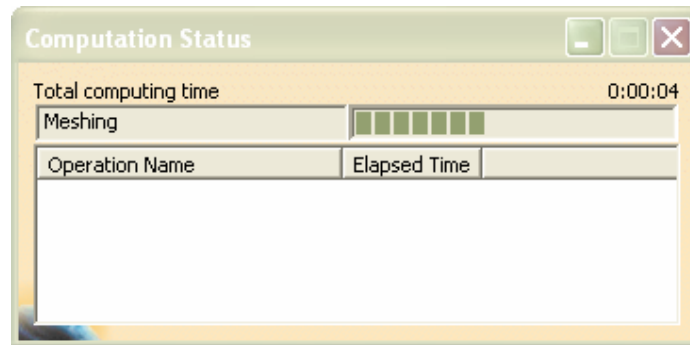 Computation Status
Total computing time 0:00:04
Meshing
Operation Name Elapsed Time